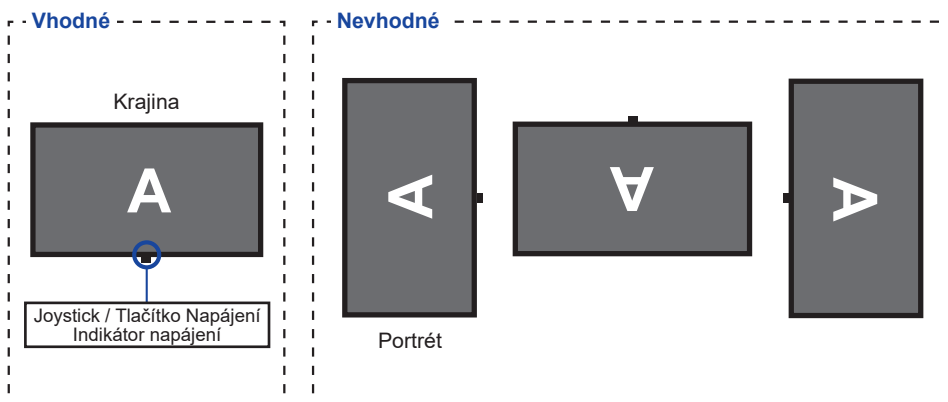 Vhodné
Nevhodné
Krajina
A
A
A
A
Joystick / Tlačítko Napájení
Indikátor napájení
Portrét